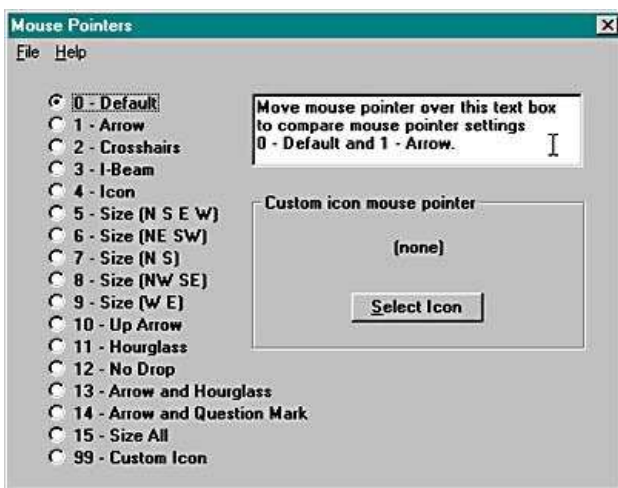 Mouse Pointers
File Help
0 - Default
1 - Arrow
2 - Crosshairs
3 - I-Beam
4 - Icon
5 - Size (N S E W)
6 - Size (NE SW)
7 - Size (N S)
8 - Size (NW SE)
9 - Size (W E)
10 - Up Arrow
11 - Hourglass
12 - No Drop
13 - Arrow and Hourglass
14 - Arrow and Question Mark
15 - Size All
99 - Custom Icon
Move mouse pointer over this text box
to compare mouse pointer settings
0 - Default and 1 - Arrow.
Custom icon mouse pointer
(none)
Select Icon